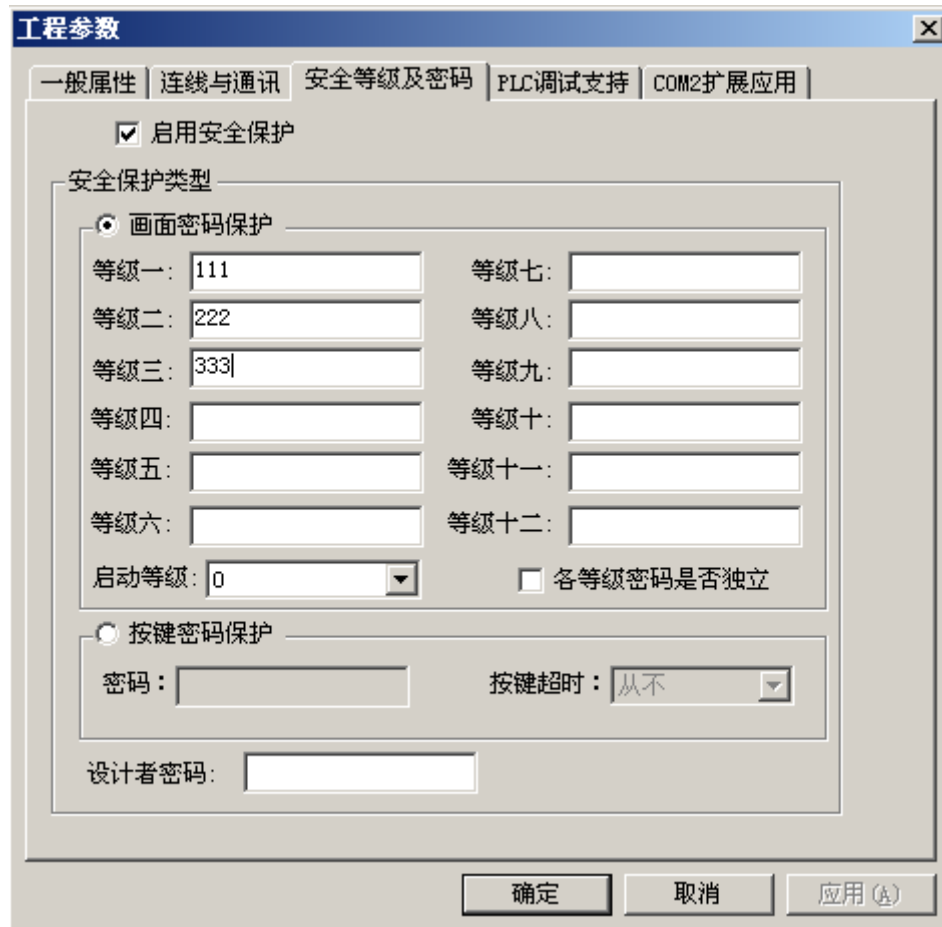 工程参数
一般属性 连线与通讯 安全等级及密码 PLC调试支持 COM2扩展应用
启用安全保护
安全保护类型
画面密码保护
等级一: 111 等级七:
等级二: 222 等级八:
等级三: 333 等级九:
等级四: 等级十:
等级五: 等级十一:
等级六: 等级十二:
启动等级: 0 各等级密码是否独立
按键密码保护
密码： 按键超时：从不
设计者密码:
确定 取消 应用(A)